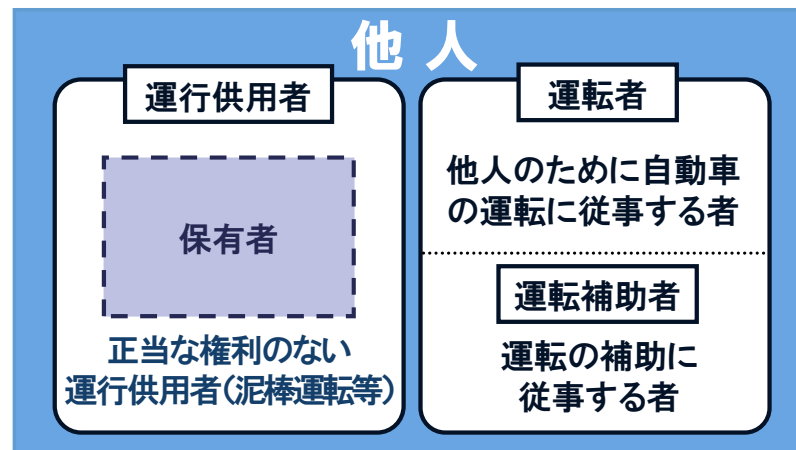 他人
運行供用者
保有者
正当な権利のない
運行供用者(泥棒運転等)
運転者
他人のために自動車
の運転に従事する者
運転補助者
運転の補助に
従事する者